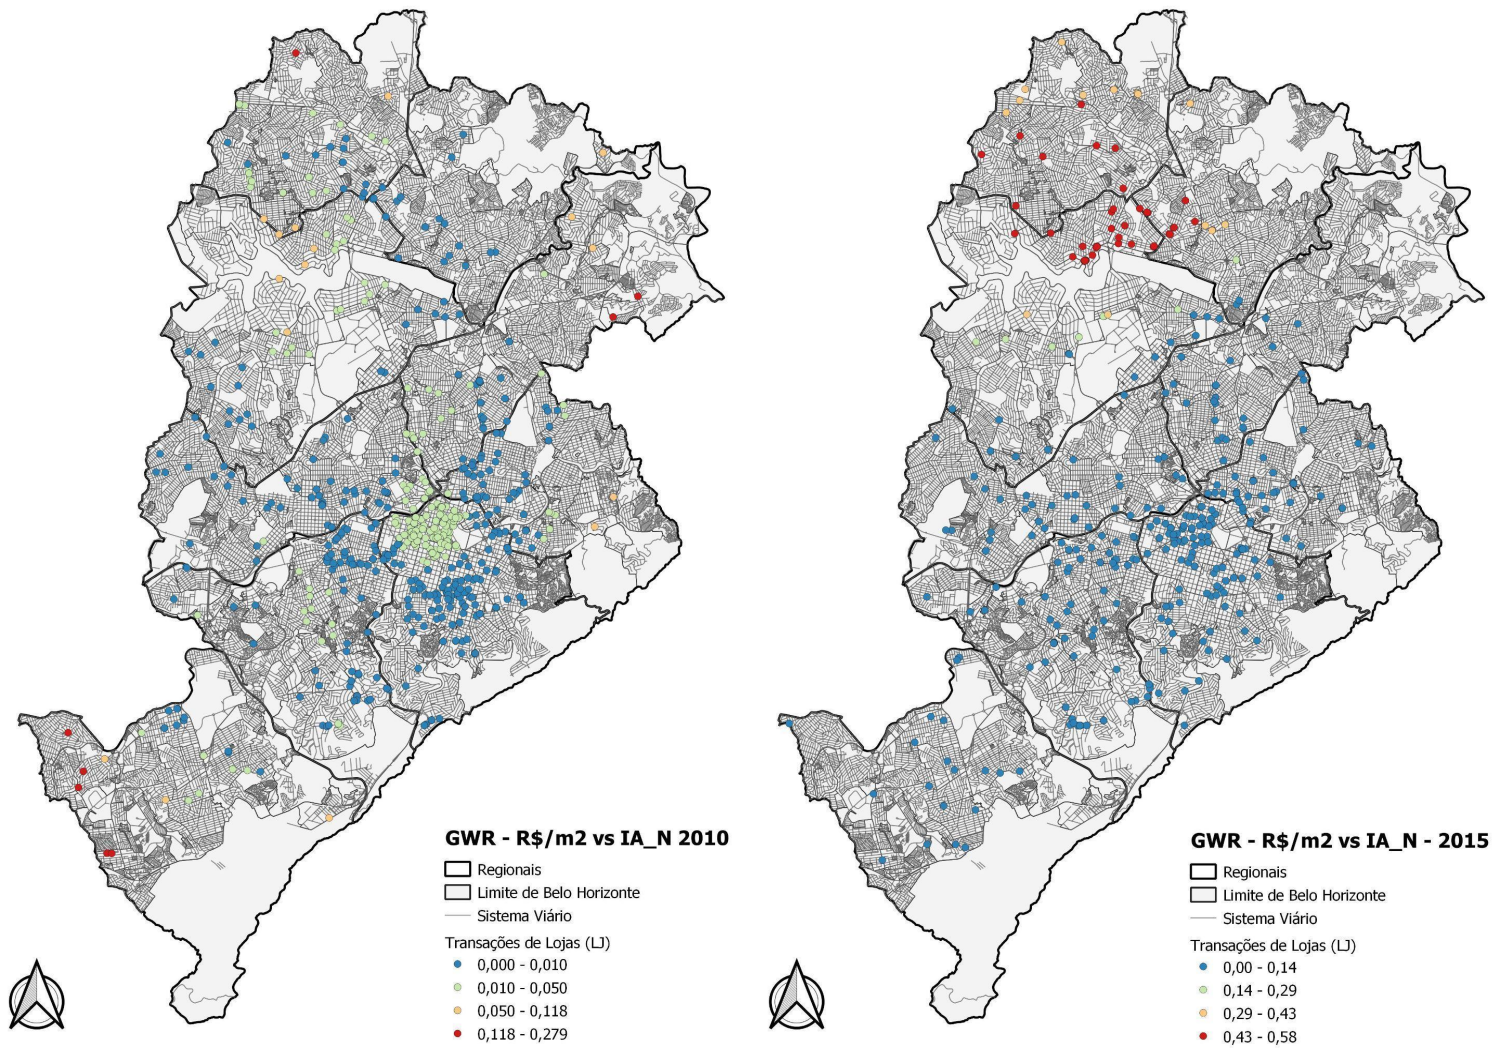 GWR - R$/m2 vs IA_N 2010
Regionais
Limite de Belo Horizonte
Sistema Viário
Transações de Lojas (LJ)
0,000 - 0,010
0,010 - 0,050
0,050 - 0,118
0,118 - 0,279
GWR - R$/m2 vs IA_N - 2015
Regionais
Limite de Belo Horizonte
Sistema Viário
Transações de Lojas (LJ)
0,00 - 0,14
0,14 - 0,29
0,29 - 0,43
0,43 - 0,58